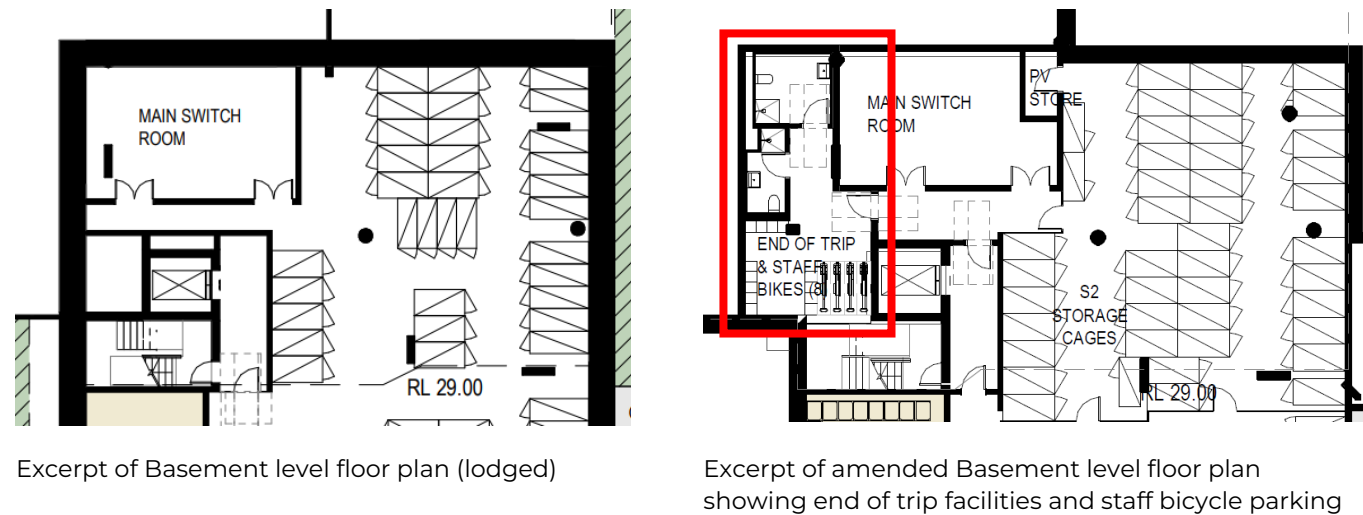 MAIN SWITCH
ROOM
RL 29.00
Excerpt of Basement level floor plan (lodged)
PV
STORE
MAIN SWITCH
ROOM
END OF TRIP
& STAFF
BIKES (8
S2
STORAGE
CAGES
RL 29.00
Excerpt of amended Basement level floor plan
showing end of trip facilities and staff bicycle parking